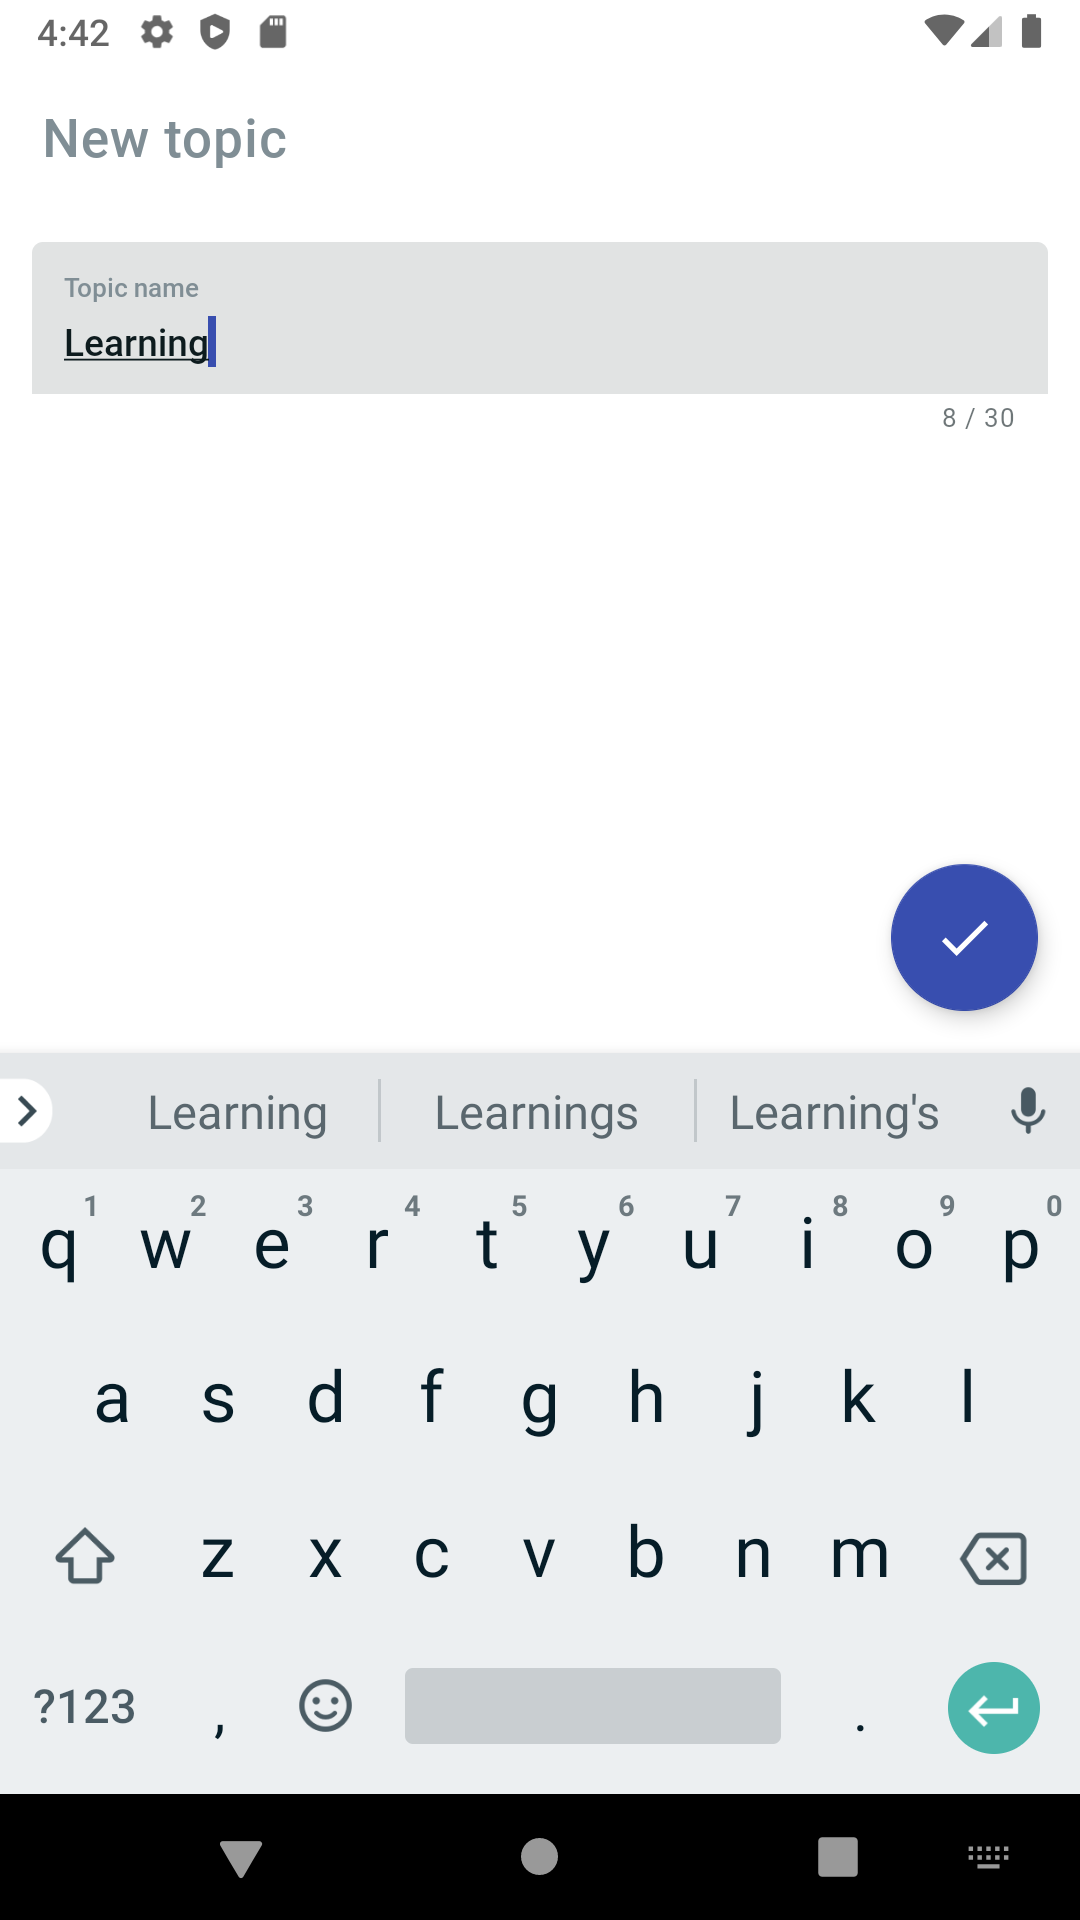 4:42
New topic
Topic name
Learning
8 / 30
Learning Learnings Learning's
1 2 3 4 5 6 7 8 9 0
q w e r t y u i o p
a s d f g h j k l
z x c v b n m
?123 , .